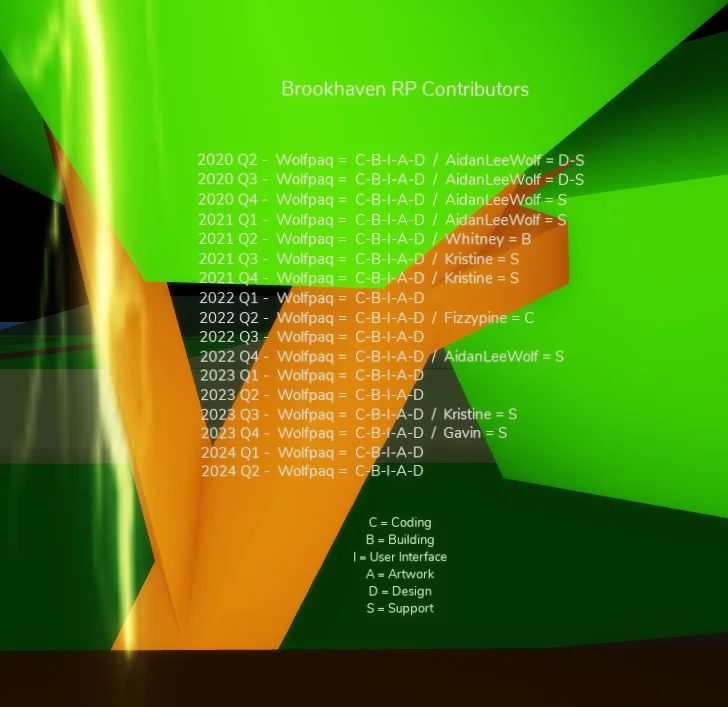 Brookhaven RP Contributors
2020 Q2 - Wolfpaq = C-B-I-A-D / AidanLeeWolf = D-S
2020 Q3 - Wolfpaq = C-B-I-A-D / AidanLeeWolf = D-S
2020 Q4 - Wolfpaq = C-B-I-A-D / AidanLeeWolf = S
2021 Q1 - Wolfpaq = C-B-I-A-D / AidanLeeWolf = S
2021 Q2 - Wolfpaq = C-B-I-A-D / Whitney = B
2021 Q3 - Wolfpaq = C-B-I-A-D / Kristine = S
2021 Q4 - Wolfpaq = C-B-I-A-D / Kristine = S
2022 Q1 - Wolfpaq = C-B-I-A-D
2022 Q2 - Wolfpaq = C-B-I-A-D / Fizzypine = C
2022 Q3 - Wolfpaq = C-B-I-A-D
2022 Q4 - Wolfpaq = C-B-I-A-D / AidanLeeWolf = S
2023 Q1 - Wolfpaq = C-B-I-A-D
2023 Q2 - Wolfpaq = C-B-I-A-D
2023 Q3 - Wolfpaq = C-B-I-A-D / Kristine = S
2023 Q4 - Wolfpaq = C-B-I-A-D / Gavin = S
2024 Q1 - Wolfpaq = C-B-I-A-D
2024 Q2 - Wolfpaq = C-B-I-A-D
C = Coding
B = Building
I = User Interface
A = Artwork
D = Design
S = Support